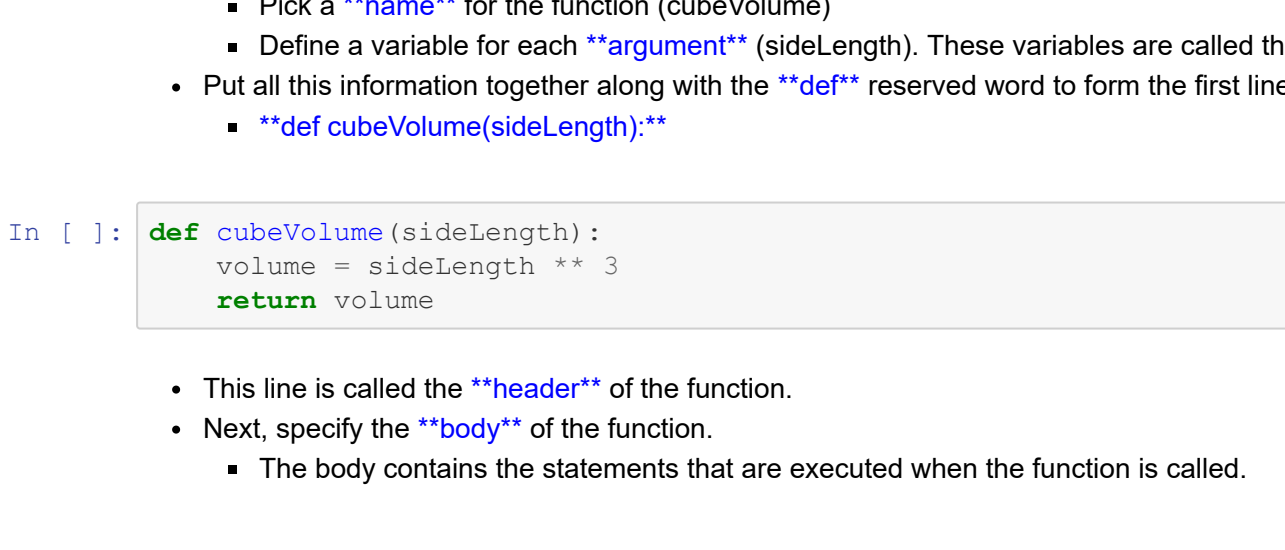 Pick a **name** for the function (cubeVolume)
Define a variable for each **argument** (sideLength). These variables are called th
Put all this information together along with the **def** reserved word to form the first line
**def cubeVolume(sideLength):**
In [ ]: def cubeVolume(sideLength):
volume = sideLength ** 3
return volume
This line is called the **header** of the function.
Next, specify the **body** of the function.
The body contains the statements that are executed when the function is called.